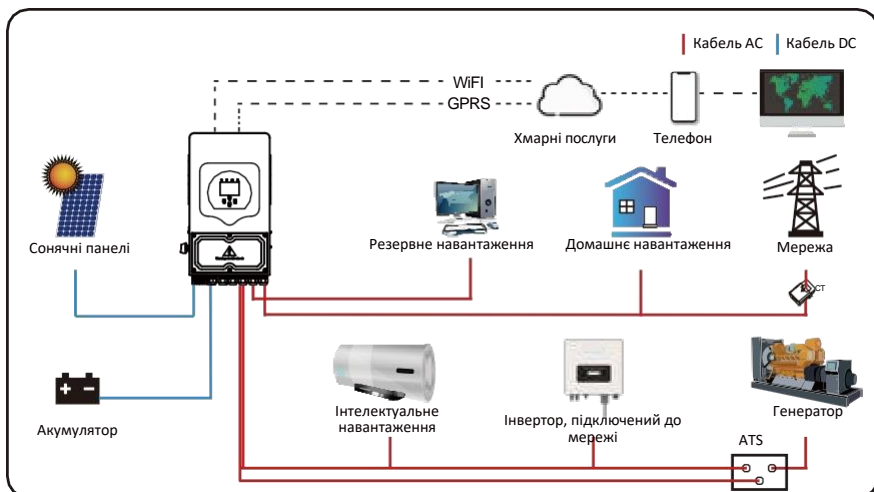 Кабель AC
Кабель DC
WiFI
GPRS
Хмарні послуги
Телефон
Сонячні панелі
Резервне навантаження
Домашнє навантаження
Мережа
CT
Акумулятор
Інтелектуальне
навантаження
Інвертор, підключений до
мережі
Генератор
ATS